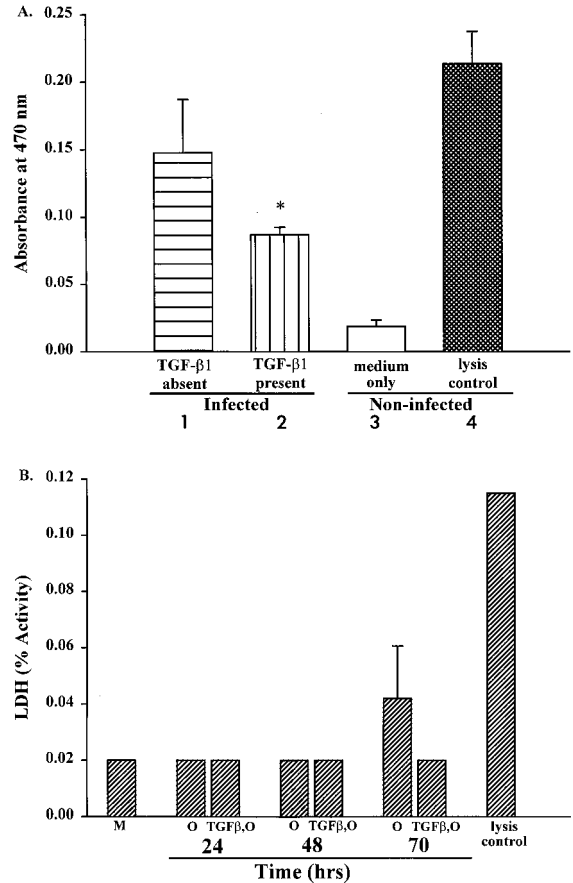 A.
0.25
0.20
0.15
0.10
0.05
0.00
Absorbance at 470 nm
*
TGF-β1 absent
TGF-β1 present
medium only
lysis control
Infected
Non-infected
1 2 3 4
B.
0.12
0.10
0.08
0.06
0.04
0.02
0.00
LDH (% Activity)
M O TGFβ,O O TGFβ,O O TGFβ,O lysis control
24 48 70
Time (hrs)